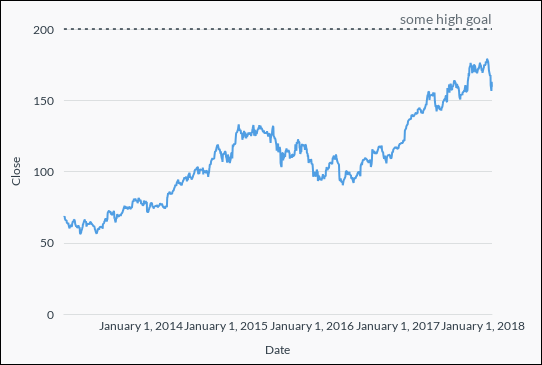 some high goal
200
150
100
50
0
Close
January 1, 2014 January 1, 2015 January 1, 2016 January 1, 2017 January 1, 2018
Date